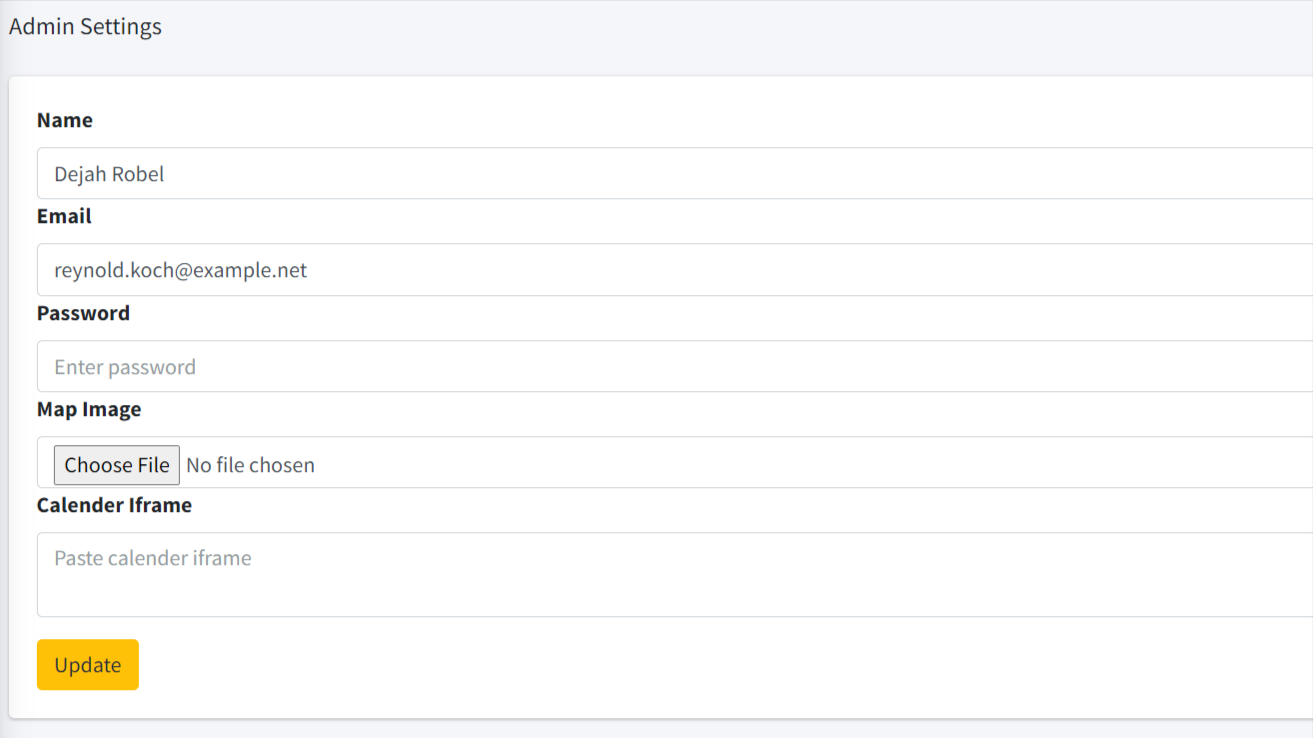 Admin Settings
Name
Dejah Robel
Email
reynold.koch@example.net
Password
Enter password
Map Image
Choose File No file chosen
Calender Iframe
Paste calender iframe
Update